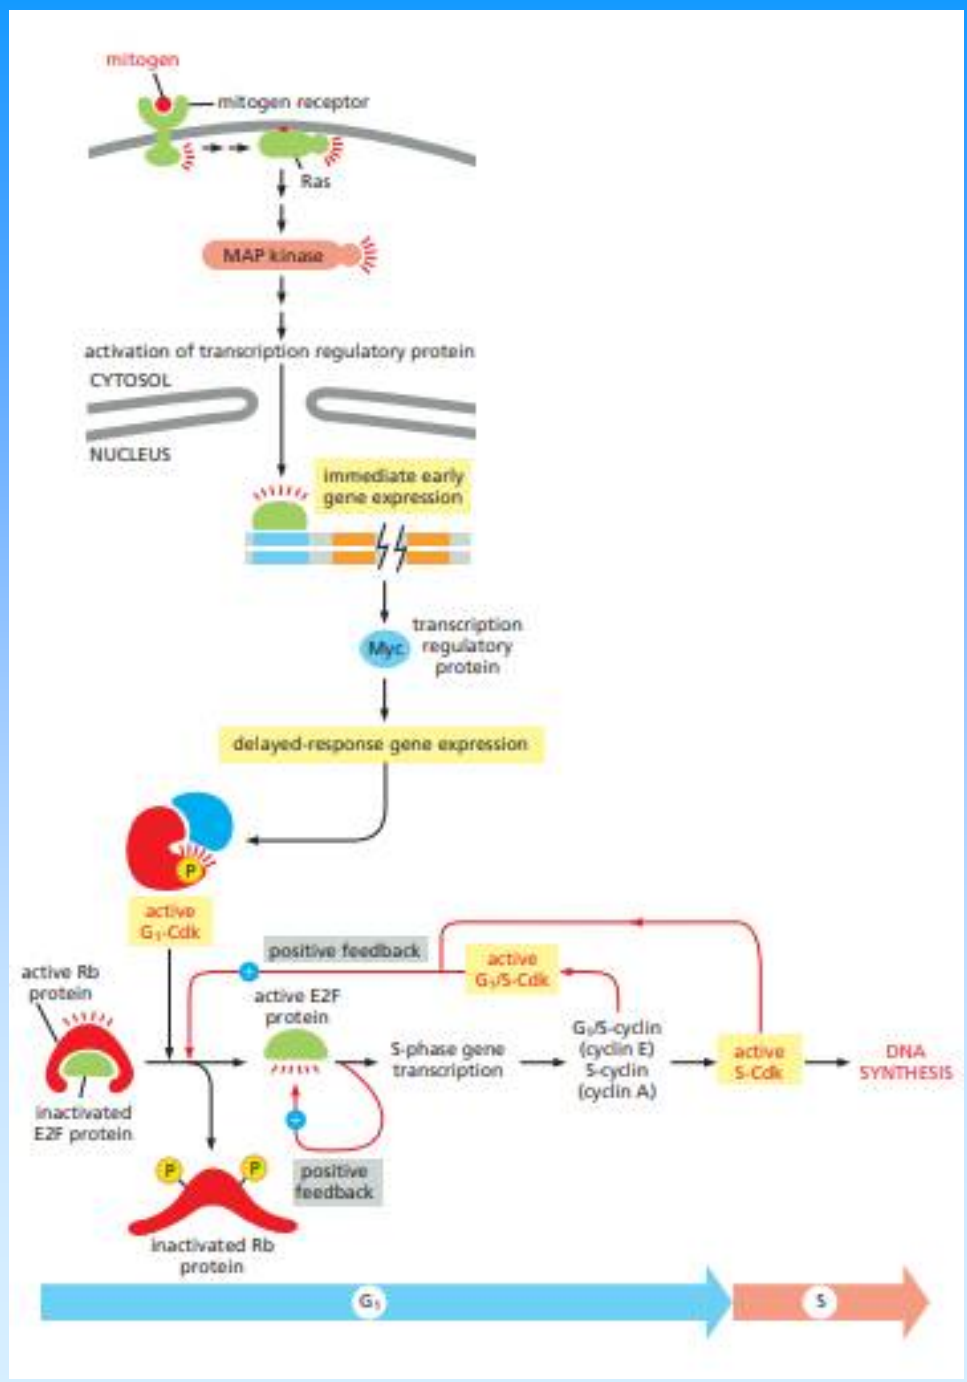 mitogen
mitogen receptor
Ras
MAP kinase
activation of transcription regulatory protein
CYTOSOL
NUCLEUS
immediate early
gene expression
Myc
transcription
regulatory
protein
delayed-response gene expression
P
active
G₁-Cdk
positive feedback
active
G₁/S-Cdk
active Rb
protein
active E2F
protein
+
S-phase gene
transcription
G₁/S-cyclin
(cyclin E)
S-cyclin
(cyclin A)
active
S-Cdk
DNA
SYNTHESIS
inactivated
E2F protein
+
positive
feedback
P
P
inactivated Rb
protein
G₁
S